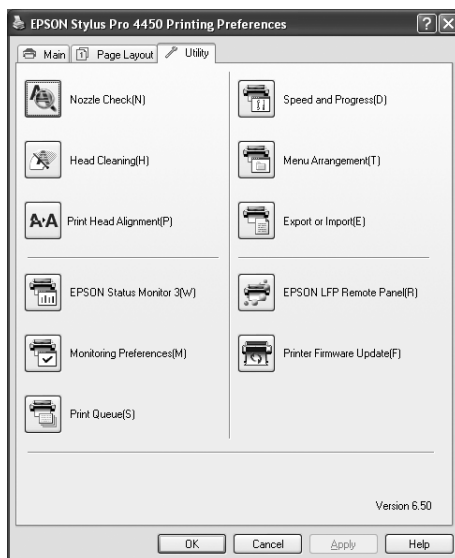 EPSON Stylus Pro 4450 Printing Preferences
Main
Page Layout
Utility
Nozzle Check(N)
Speed and Progress(D)
Head Cleaning(H)
Menu Arrangement(T)
A·A
Print Head Alignment(P)
Export or Import(E)
EPSON Status Monitor 3(W)
EPSON LFP Remote Panel(R)
Monitoring Preferences(M)
Printer Firmware Update(F)
Print Queue(S)
Version 6.50
OK
Cancel
Apply
Help